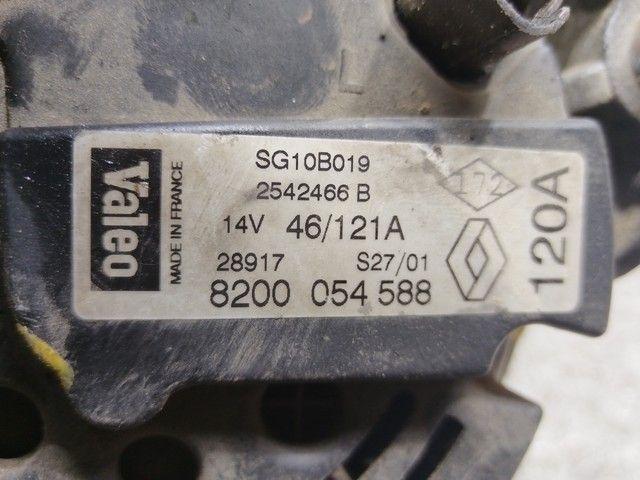 Valeo
MADE IN FRANCE
SG10B019
2542466 B
14V 46/121A
28917 S27/01
8200 054 588
172
120A